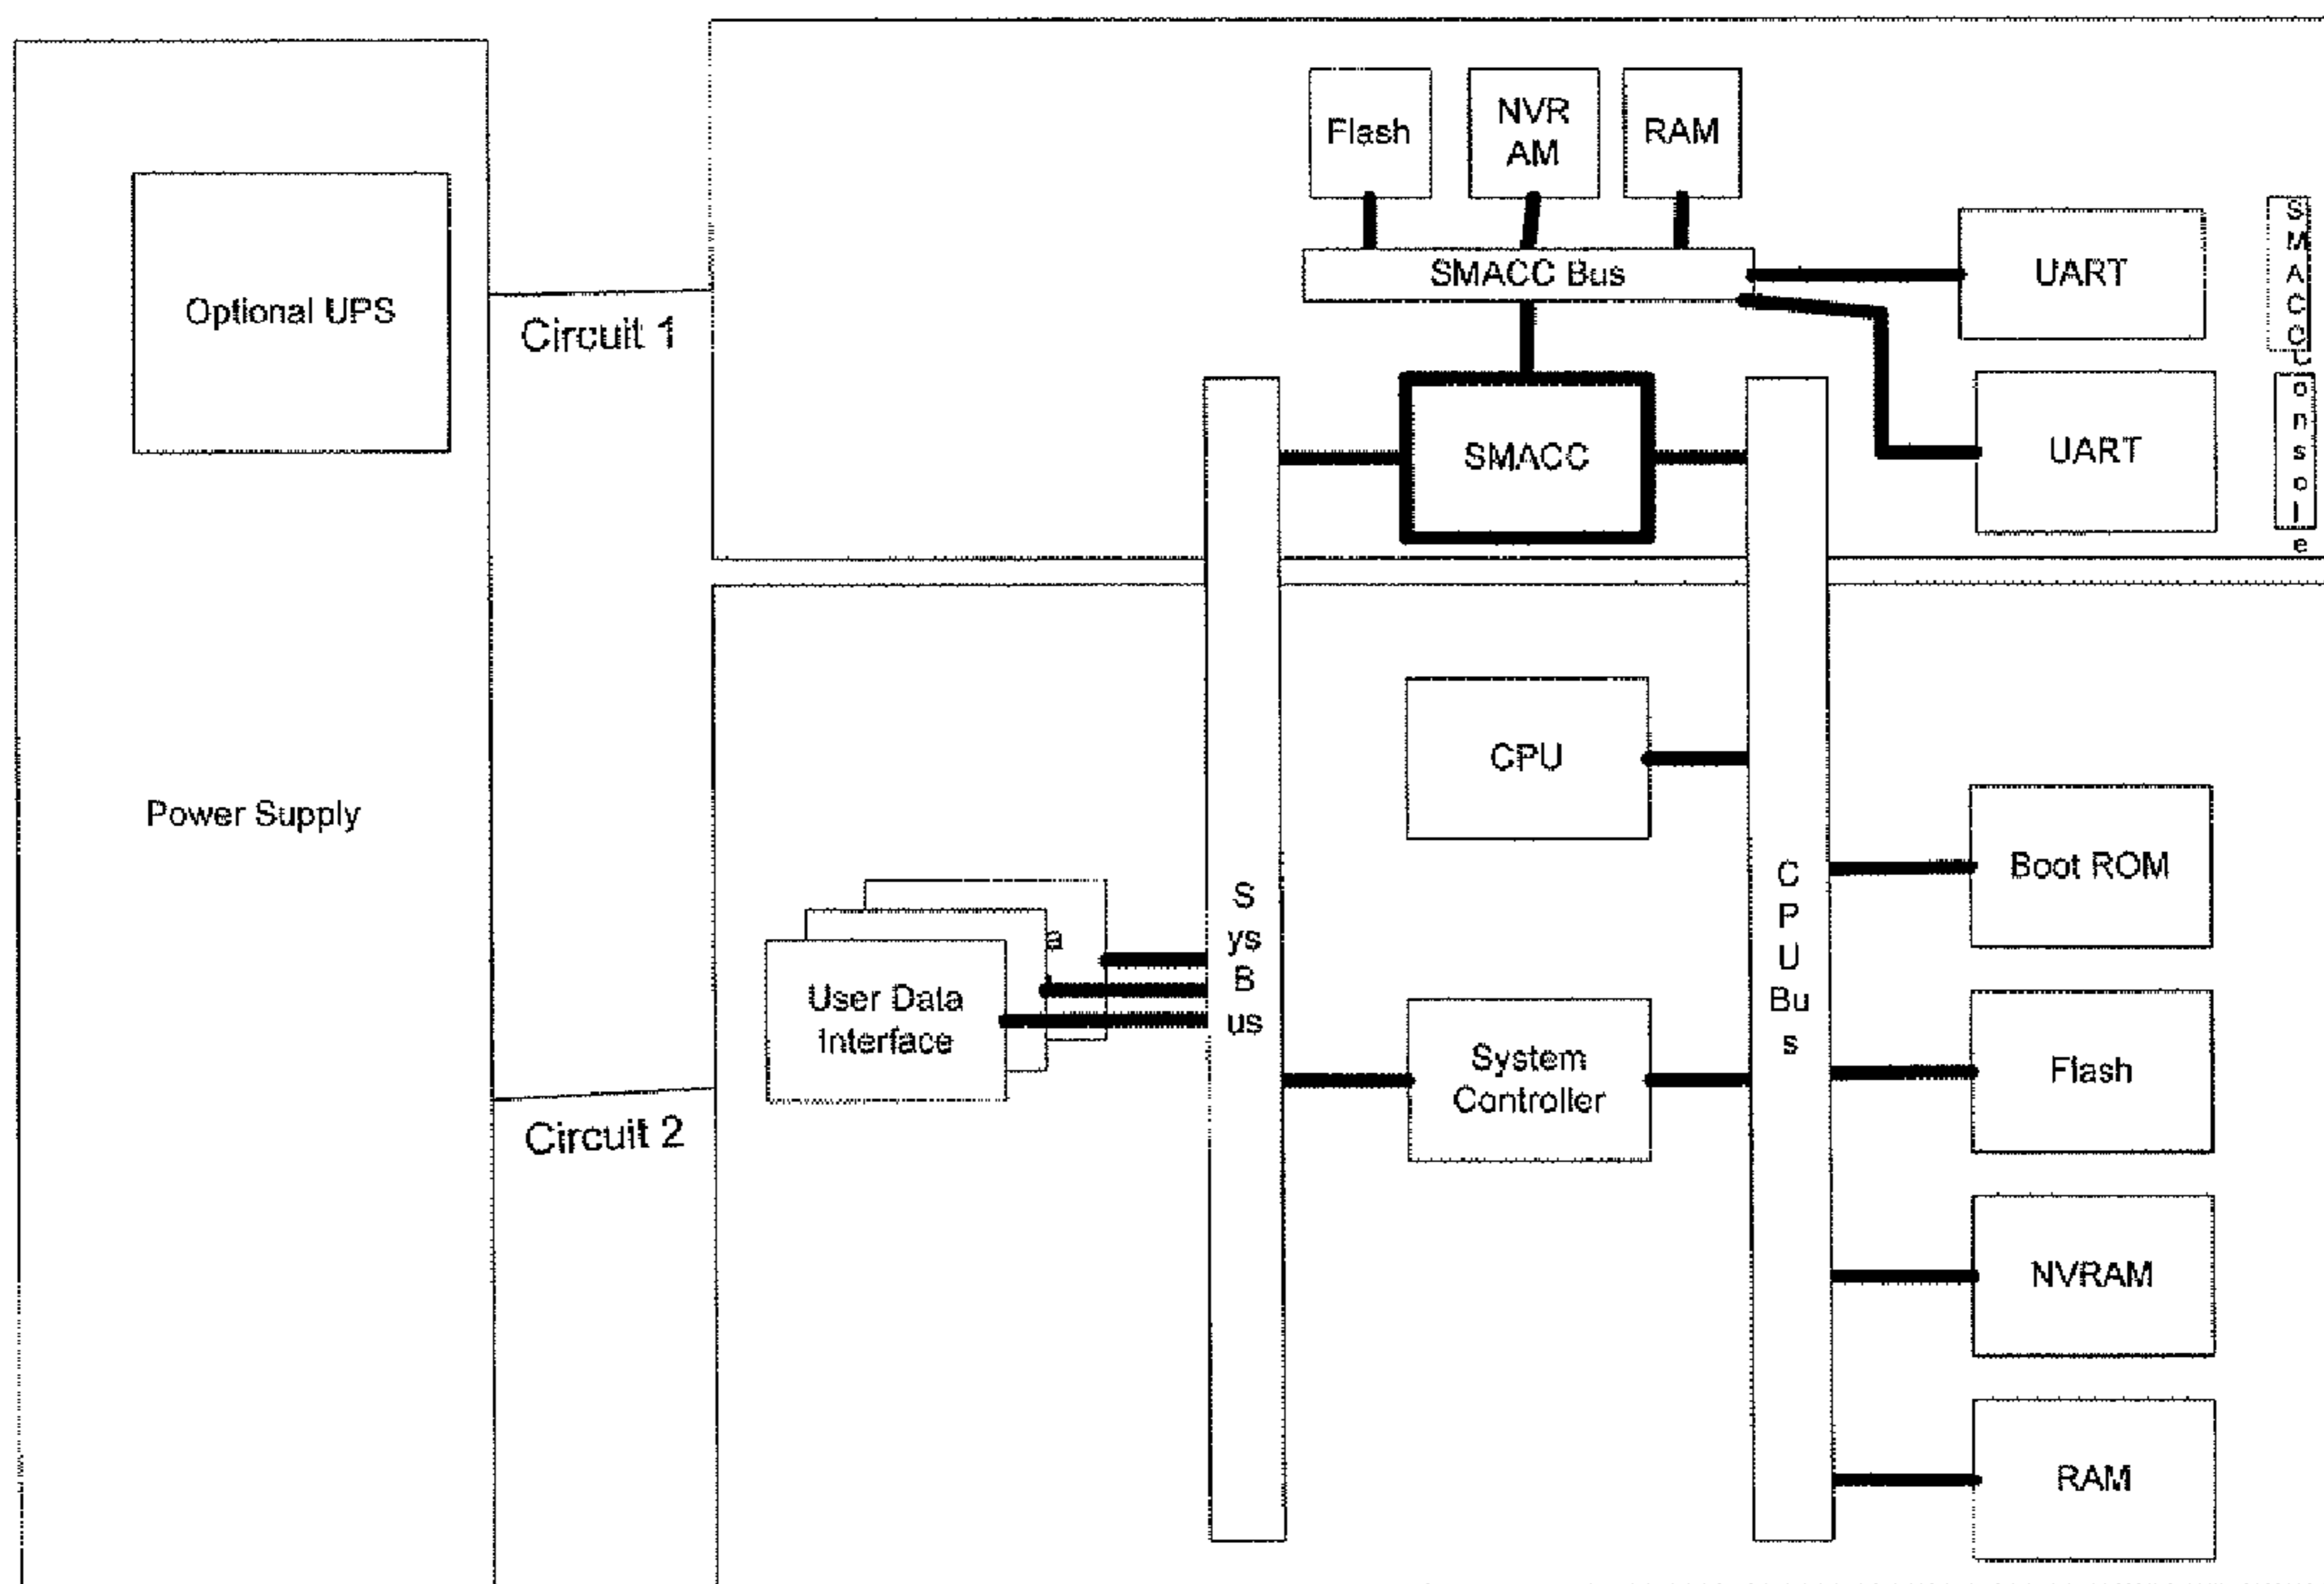 Flash
NVR
AM
RAM
SMACC Bus
UART
S
M
A
C
C
Optional UPS
Circuit 1
SMACC
UART
C
o
n
s
o
l
e
CPU
Power Supply
Boot ROM
S
ys
B
us
C
P
U
Bu
s
a
User Data
Interface
System
Controller
Flash
Circuit 2
NVRAM
RAM